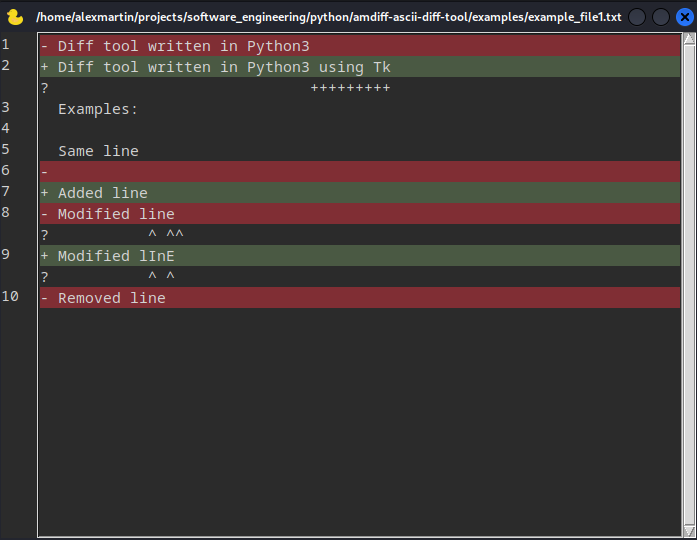 /home/alexmartin/projects/software_engineering/python/amdiff-ascii-diff-tool/examples/example_file1.txt
1 - Diff tool written in Python3
2 + Diff tool written in Python3 using Tk
?                             +++++++++
3   Examples:
4
5   Same line
6 -
7 + Added line
8 - Modified line
?           ^ ^^
9 + Modified lInE
?           ^ ^
10 - Removed line